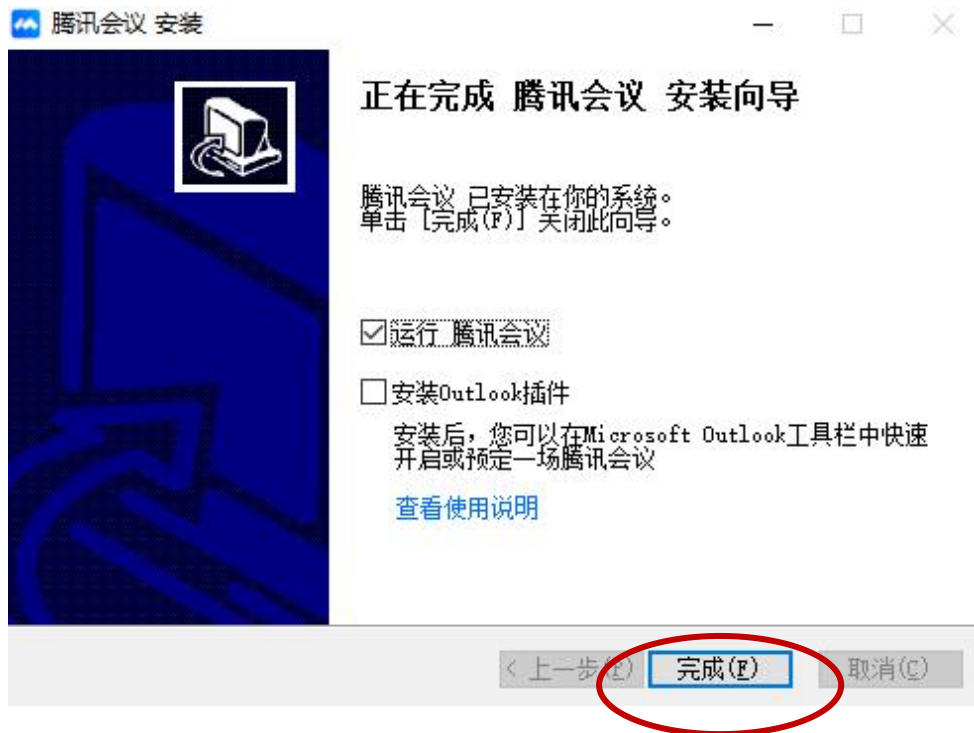 腾讯会议 安装
正在完成 腾讯会议 安装向导
腾讯会议 已安装在你的系统。
单击 [完成(F)] 关闭此向导。
运行 腾讯会议
安装Outlook插件
安装后，您可以在Microsoft Outlook工具栏中快速
开启或预定一场腾讯会议
查看使用说明
< 上一步(P)
完成(F)
取消(C)